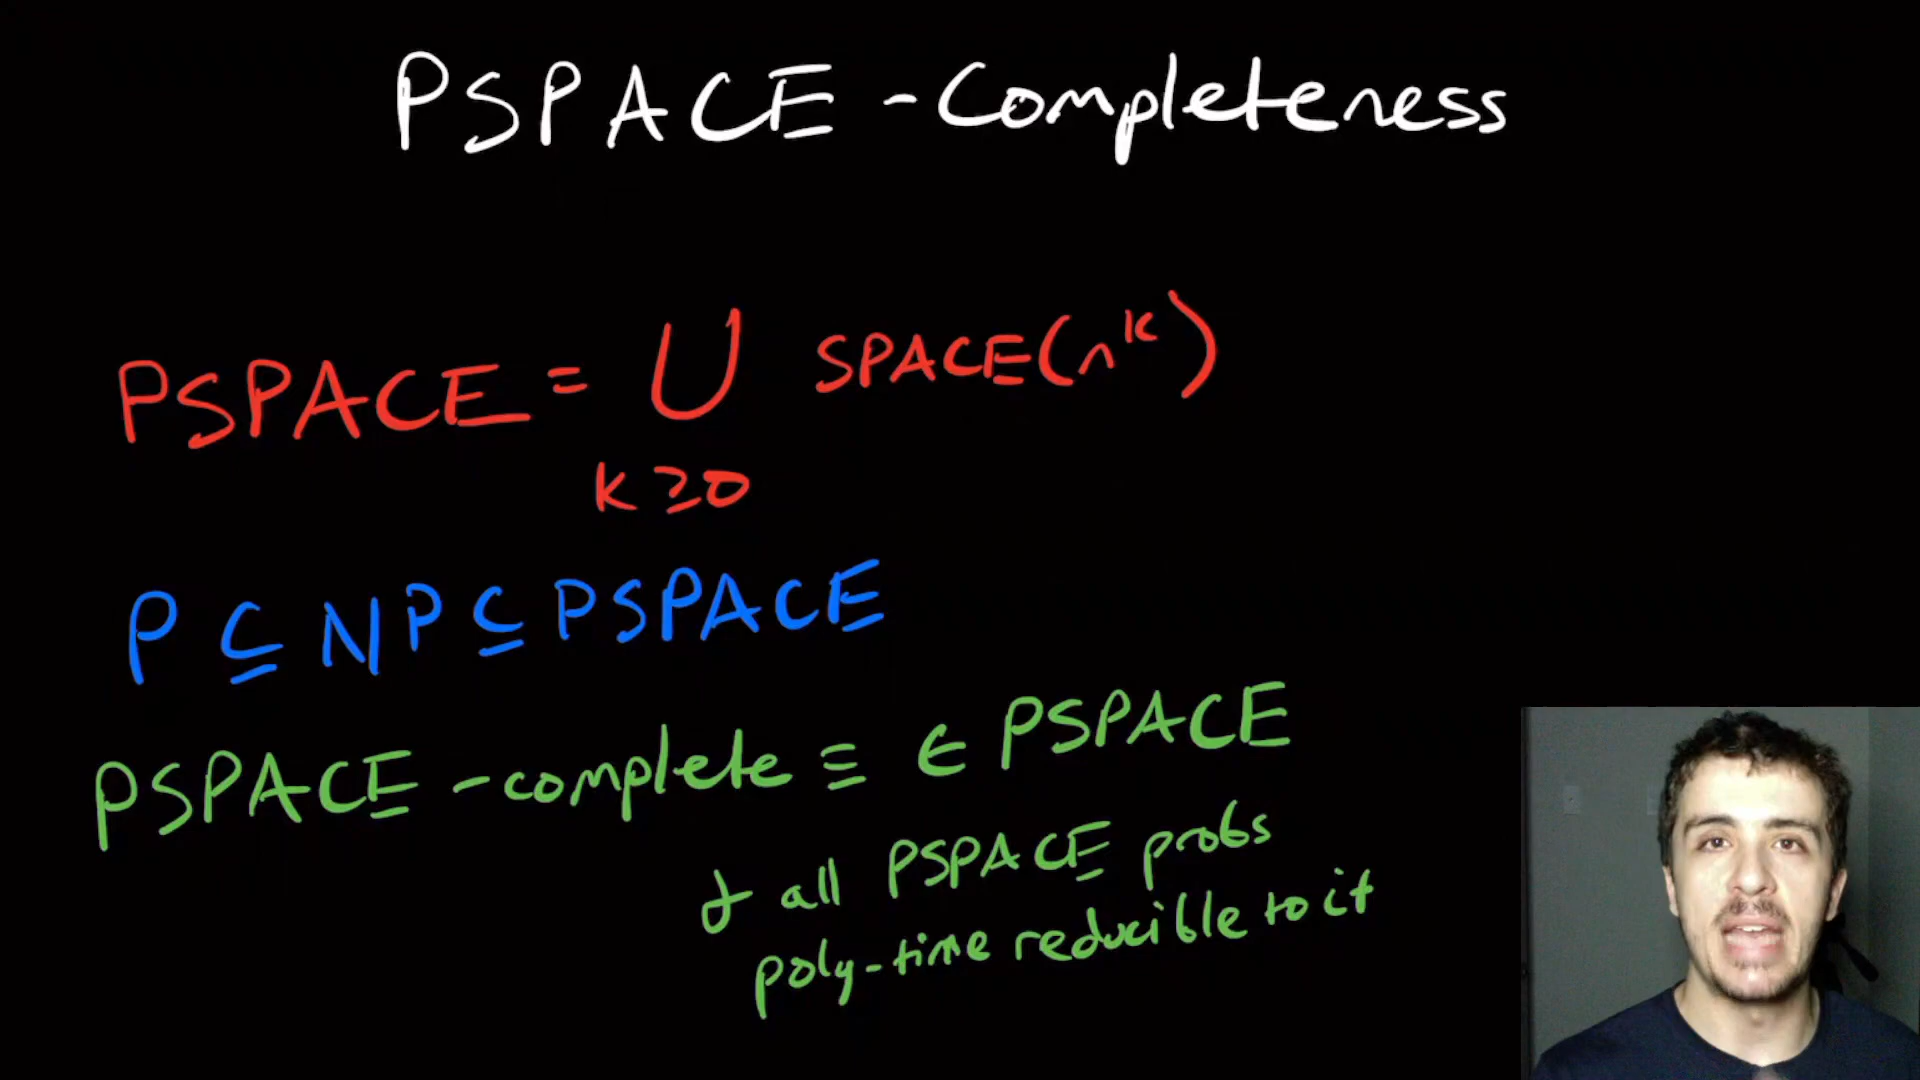 PSPACE-Completeness
PSPACE = ⋃ SPACE(n^k)
k ≥ 0
P ⊆ NP ⊆ PSPACE
PSPACE-complete ≡ ∈ PSPACE
& all PSPACE probs
poly-time reducible to it